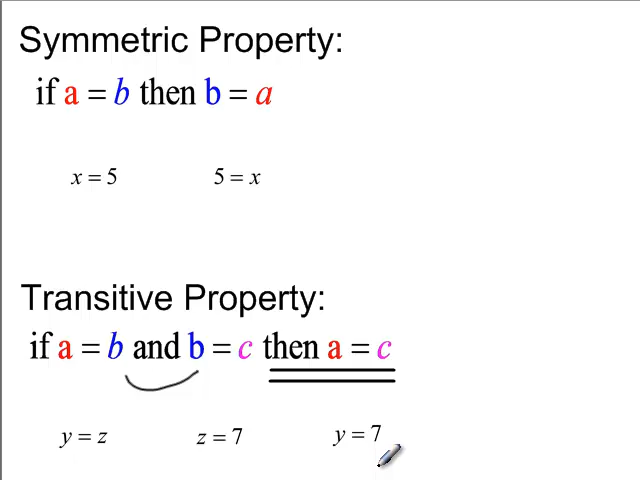 Symmetric Property:
if a = b then b = a
x = 5 5 = x
Transitive Property:
if a = b and b = c then a = c
y = z z = 7 y = 7